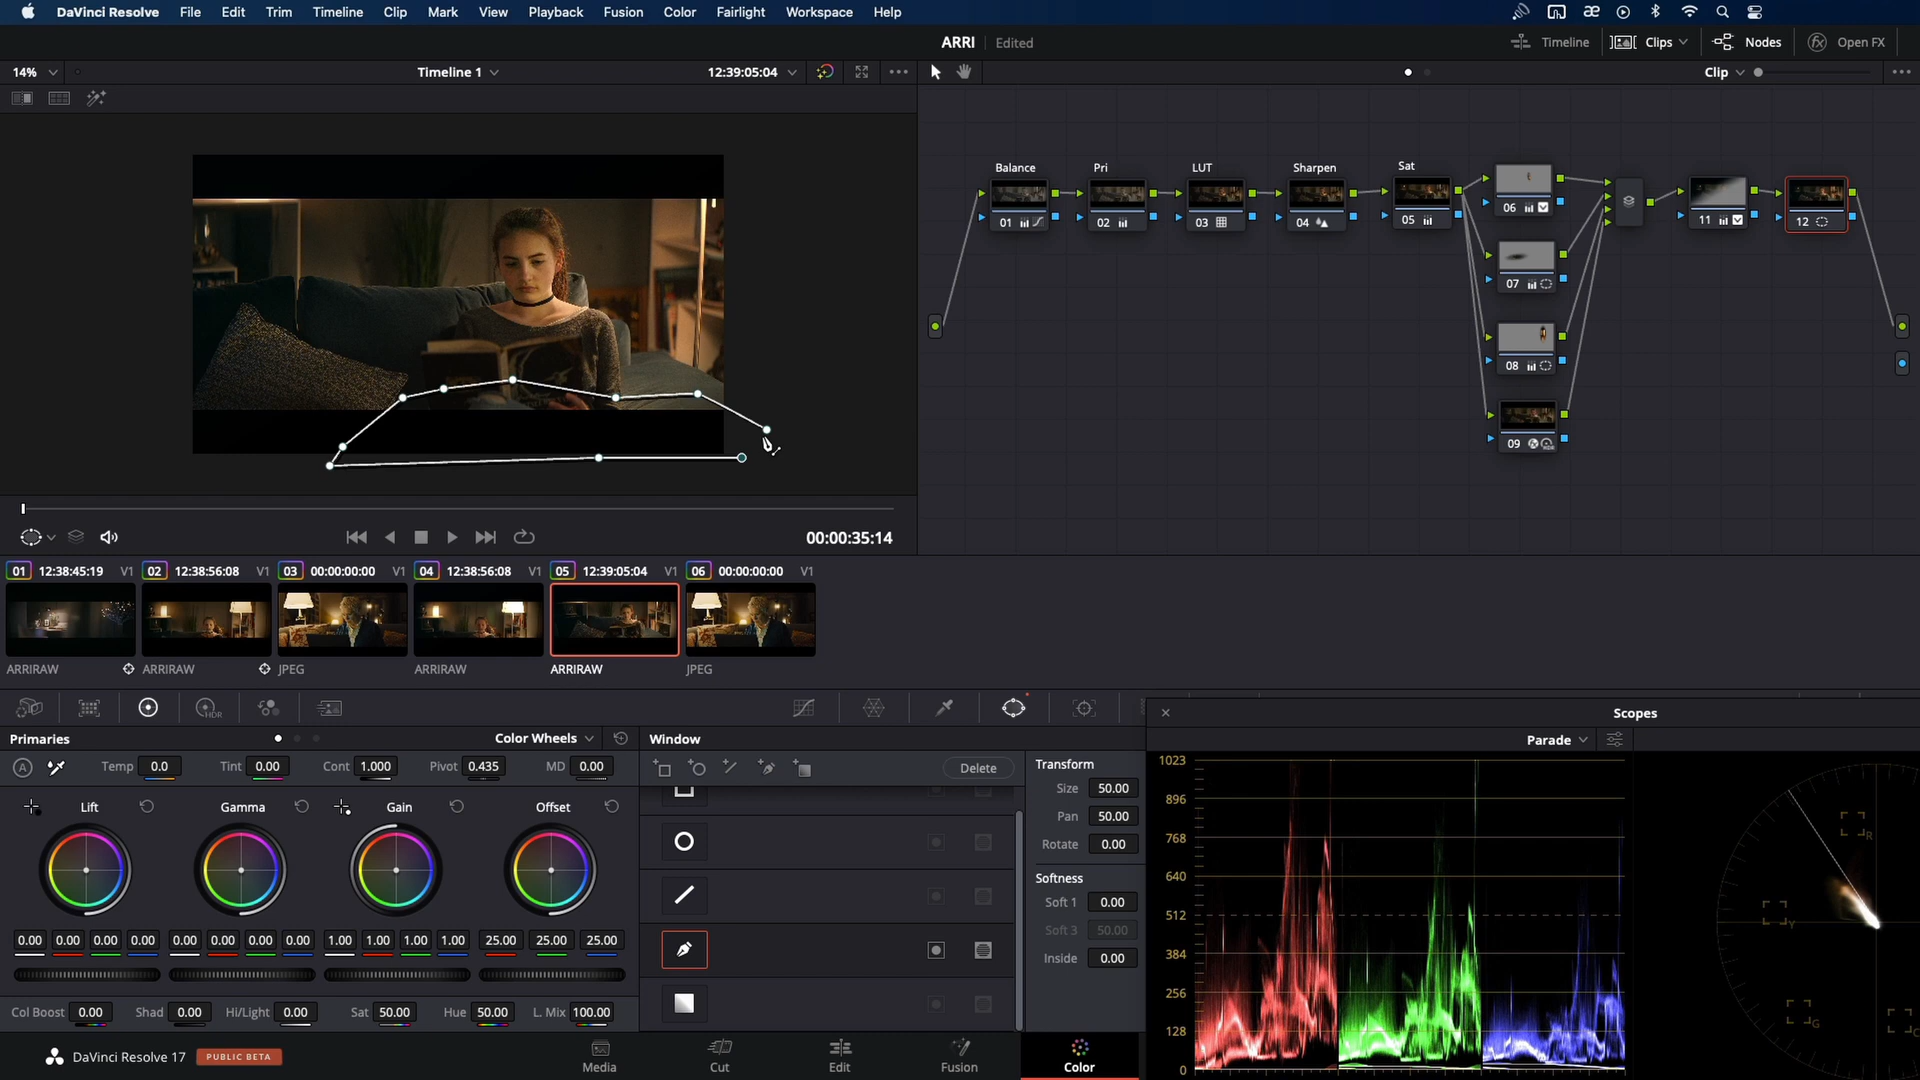 DaVinci Resolve File Edit Trim Timeline Clip Mark View Playback Fusion Color Fairlight Workspace Help
ARRI Edited
Timeline Clips Nodes Open FX
14% Timeline 1 12:39:05:04 Clip
Balance Pri LUT Sharpen Sat
01 02 03 04 05 06 11 12
07
08
09
00:00:35:14
01 12:38:45:19 V1 02 12:38:56:08 V1 03 00:00:00:00 V1 04 12:38:56:08 V1 05 12:39:05:04 V1 06 00:00:00:00 V1
ARRIRAW ARRIRAW JPEG ARRIRAW ARRIRAW JPEG
HDR
Scopes
Primaries Color Wheels Window
Parade
Temp 0.0 Tint 0.00 Cont 1.000 Pivot 0.435 MD 0.00
Delete
Transform
Size 50.00
Pan 50.00
Rotate 0.00
Lift Gamma Gain Offset
Softness
Soft 1 0.00
Soft 3 50.00
Inside 0.00
0.00 0.00 0.00 0.00 0.00 0.00 0.00 0.00 1.00 1.00 1.00 1.00 25.00 25.00 25.00
Col Boost 0.00 Shad 0.00 Hi/Light 0.00 Sat 50.00 Hue 50.00 L. Mix 100.00
1023
896
768
640
512
384
256
128
0
R
Y
G
C
DaVinci Resolve 17 PUBLIC BETA
Media Cut Edit Fusion Color